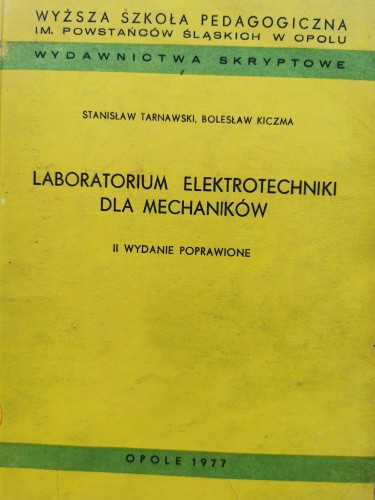 WYŻSZA SZKOŁA PEDAGOGICZNA
IM. POWSTAŃCÓW ŚLĄSKICH W OPOLU
WYDAWNICTWA SKRYPTOWE
STANISŁAW TARNAWSKI, BOLESŁAW KICZMA
LABORATORIUM ELEKTROTECHNIKI
DLA MECHANIKÓW
II WYDANIE POPRAWIONE
OPOLE 1977